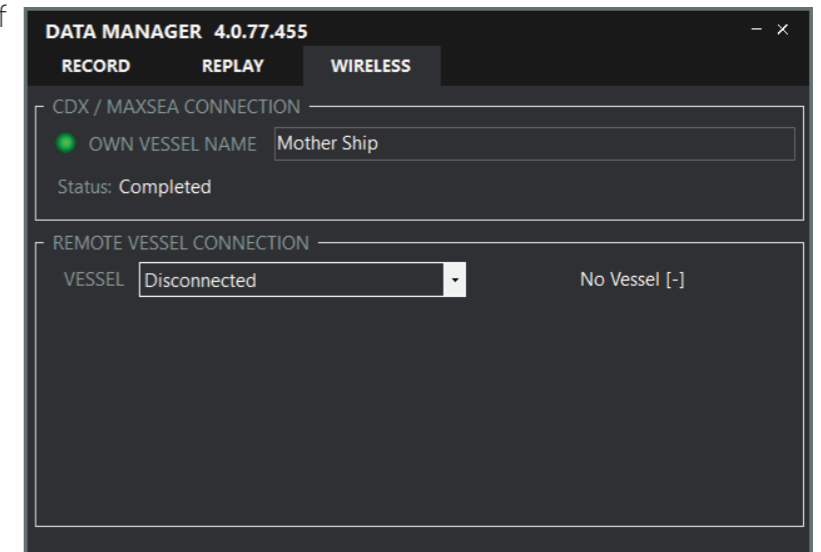 f
DATA MANAGER 4.0.77.455
RECORD REPLAY WIRELESS
CDX / MAXSEA CONNECTION
OWN VESSEL NAME Mother Ship
Status: Completed
REMOTE VESSEL CONNECTION
VESSEL Disconnected No Vessel [-]